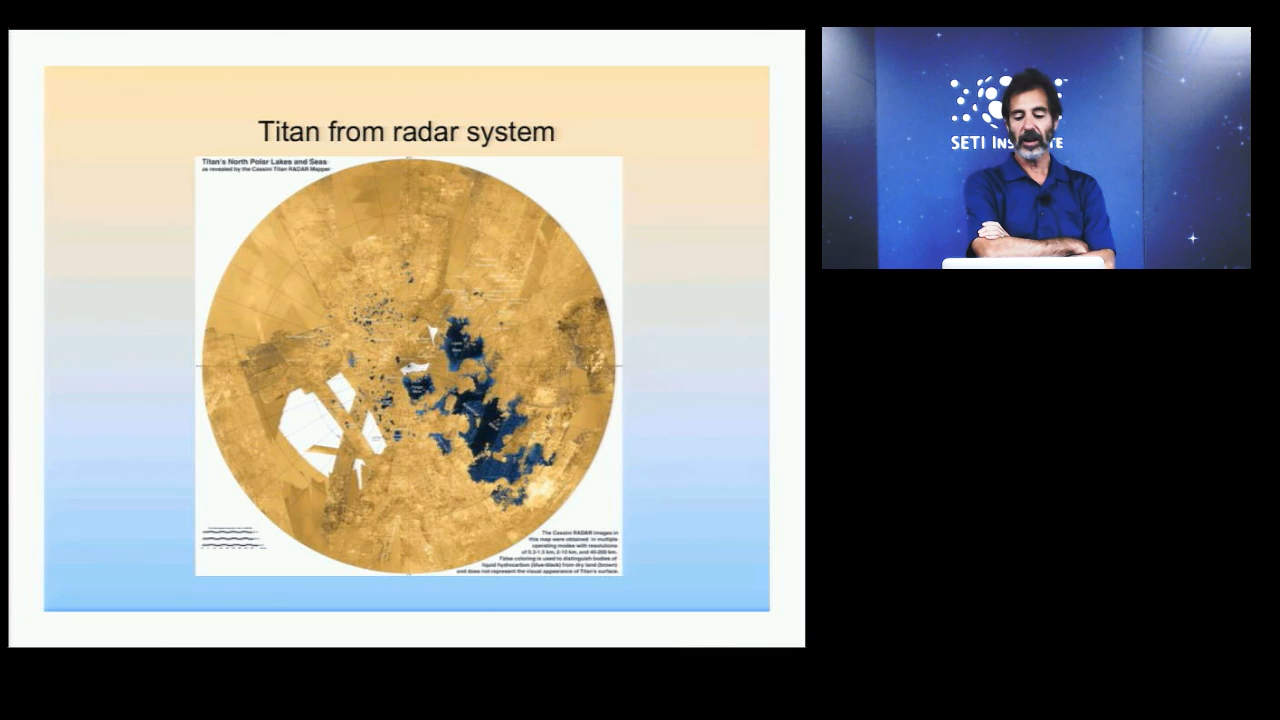 Titan from radar system
Titan's North Polar Lakes and Seas
as revealed by the Cassini Titan RADAR Mapper
The Cassini RADAR images in
this map were obtained in multiple
operating modes with resolutions
of 0.3-1.5 km, 2-10 km, and 40-200 km.
False coloring is used to distinguish bodies of
liquid hydrocarbon (blue-black) from dry land (brown)
and does not represent the visual appearance of Titan's surface.
SETI INS TE